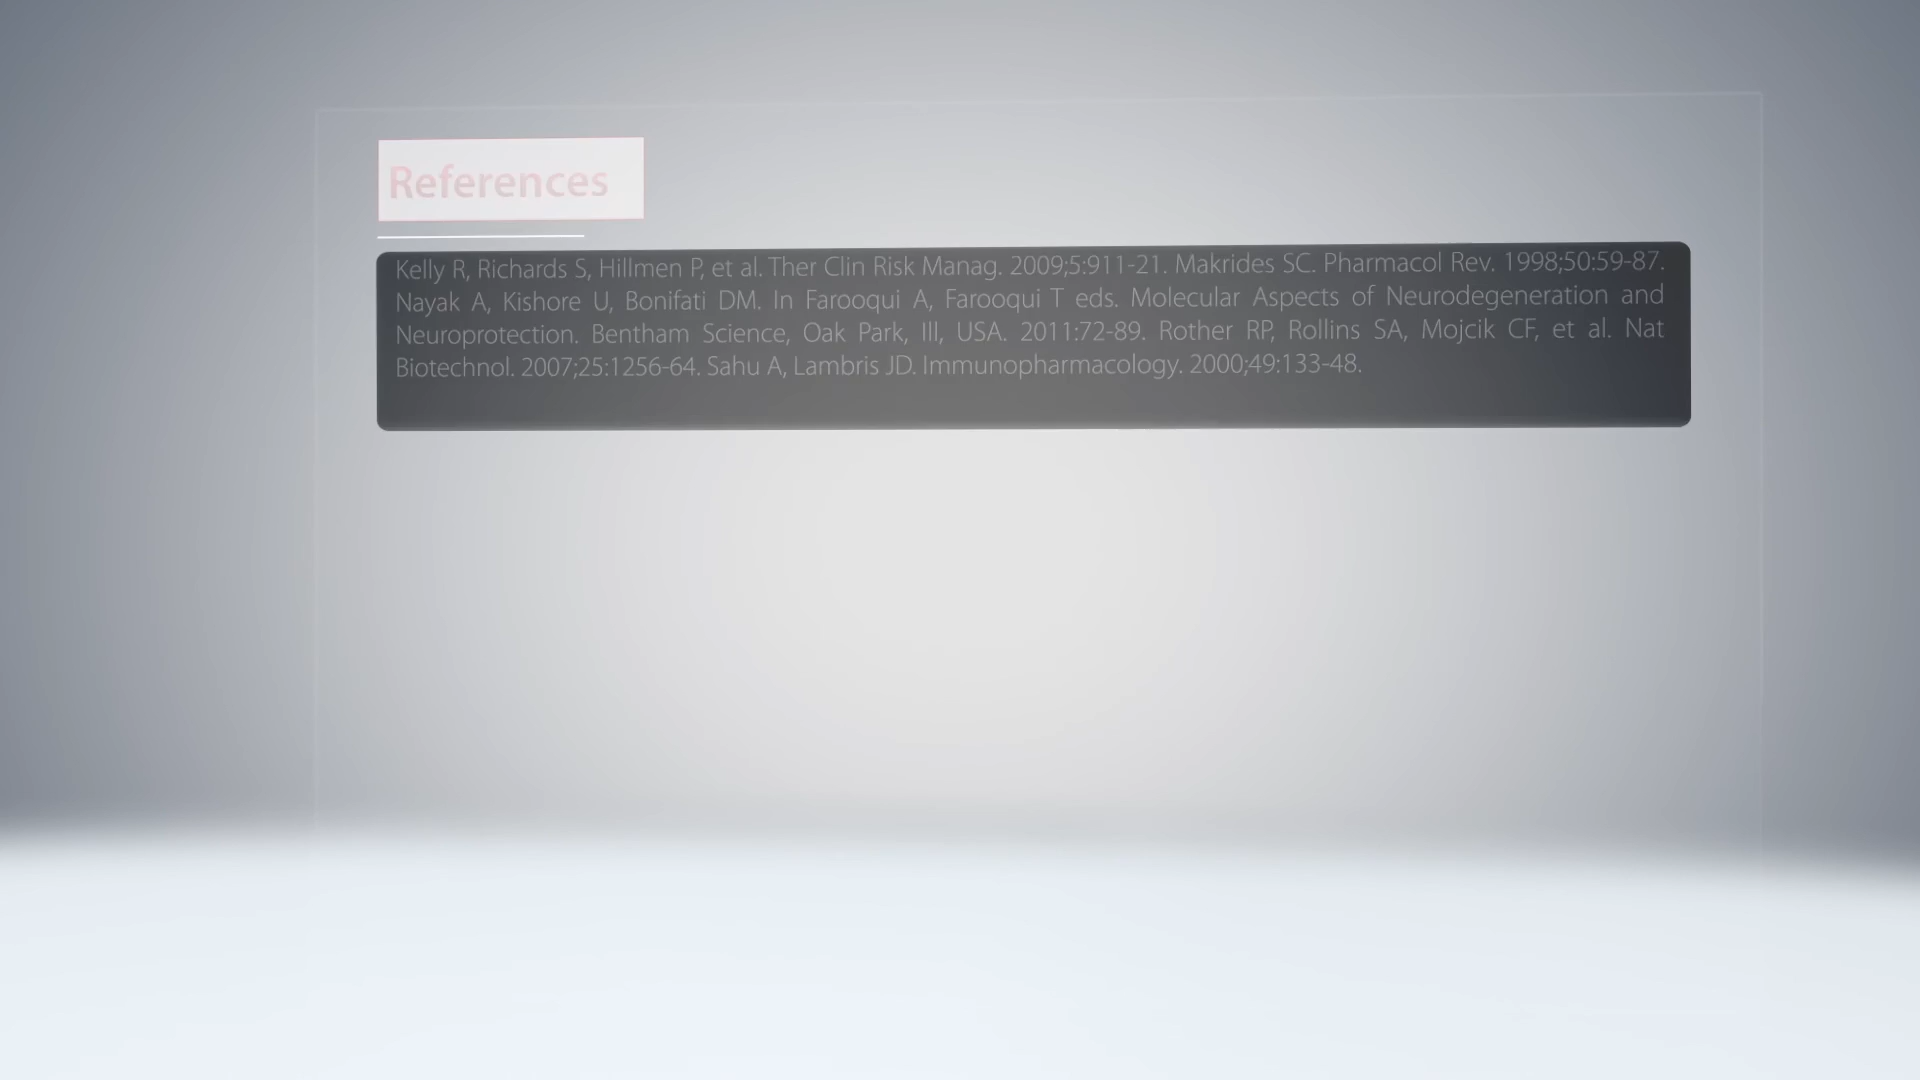 References
Kelly R, Richards S, Hillmen P, et al. Ther Clin Risk Manag. 2009;5:911-21. Makrides SC. Pharmacol Rev. 1998;50:59-87.
Nayak A, Kishore U, Bonifati DM. In Farooqui A, Farooqui T eds. Molecular Aspects of Neurodegeneration and
Neuroprotection. Bentham Science, Oak Park, Ill, USA. 2011:72-89. Rother RP, Rollins SA, Mojcik CF, et al. Nat
Biotechnol. 2007;25:1256-64. Sahu A, Lambris JD. Immunopharmacology. 2000;49:133-48.